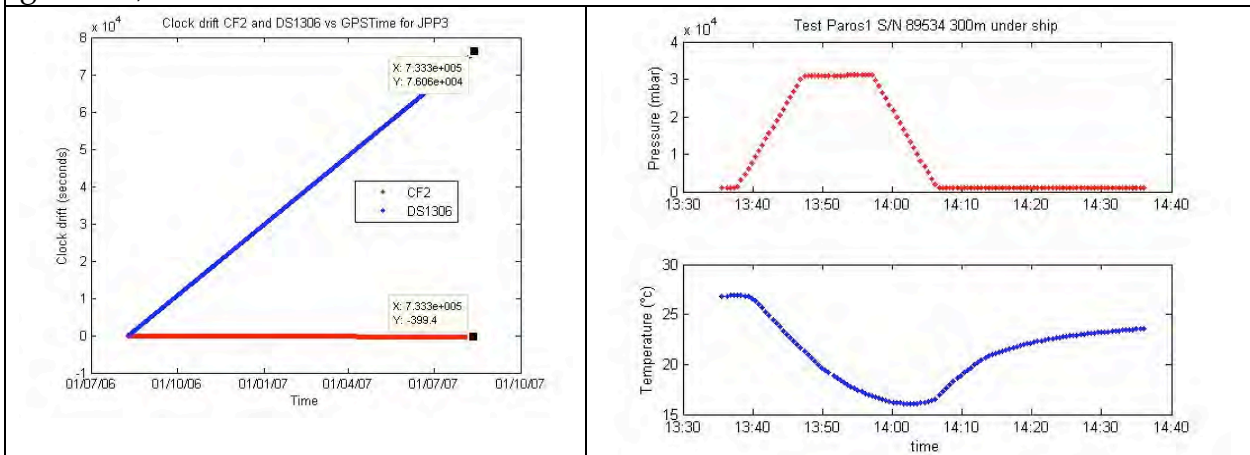 Clock drift CF2 and DS1306 vs GPSTime for JPP3
x 10^4
8
7
6
5
4
3
2
1
0
-1
Clock drift (seconds)
X: 7.333e+005
Y: 7.606e+004
CF2
DS1306
X: 7.333e+005
Y: -399.4
01/07/06 01/10/06 01/01/07 01/04/07 01/07/07 01/10/07
Time
Test Paros1 S/N 89534 300m under ship
x 10^4
4
3
2
1
0
Pressure (mbar)
13:30 13:40 13:50 14:00 14:10 14:20 14:30 14:40
30
25
20
15
Temperature (°c)
13:30 13:40 13:50 14:00 14:10 14:20 14:30 14:40
time